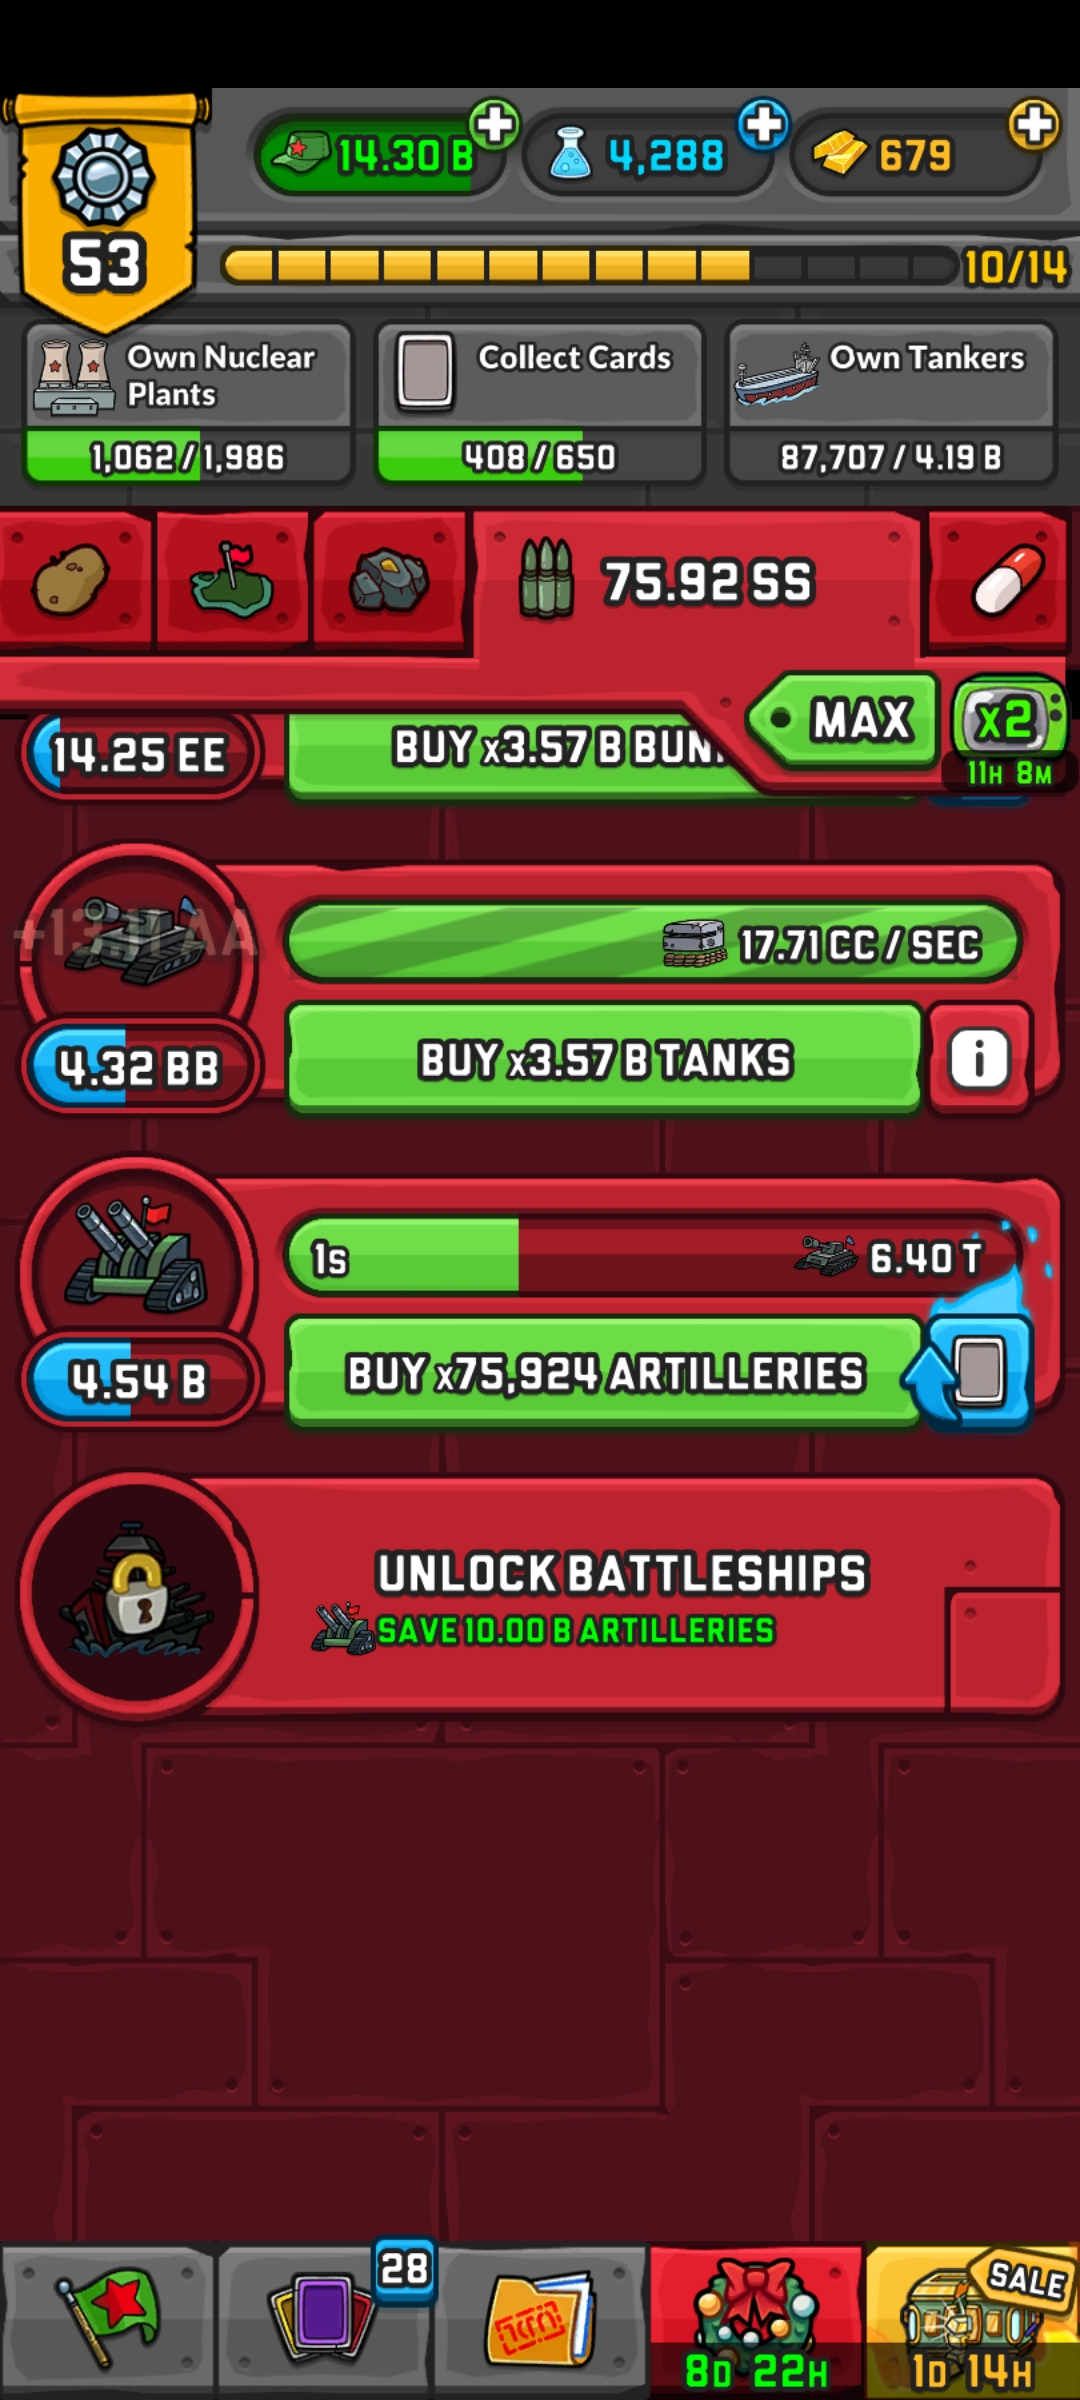 14.30 B
4,288
679
53
10/14
Own Nuclear
Plants
1,062/1,986
Collect Cards
408/650
Own Tankers
87,707/4.19 B
75.92 SS
MAX
x2
11H 8M
14.25 EE
BUY x3.57 B
17.71 CC/SEC
4.32 BB
BUY x3.57 B TANKS
i
1s
6.40 T
4.54 B
BUY x75,924 ARTILLERIES
UNLOCK BATTLESHIPS
SAVE 10.00 B ARTILLERIES
28
SALE
8D 22H
1D 14H